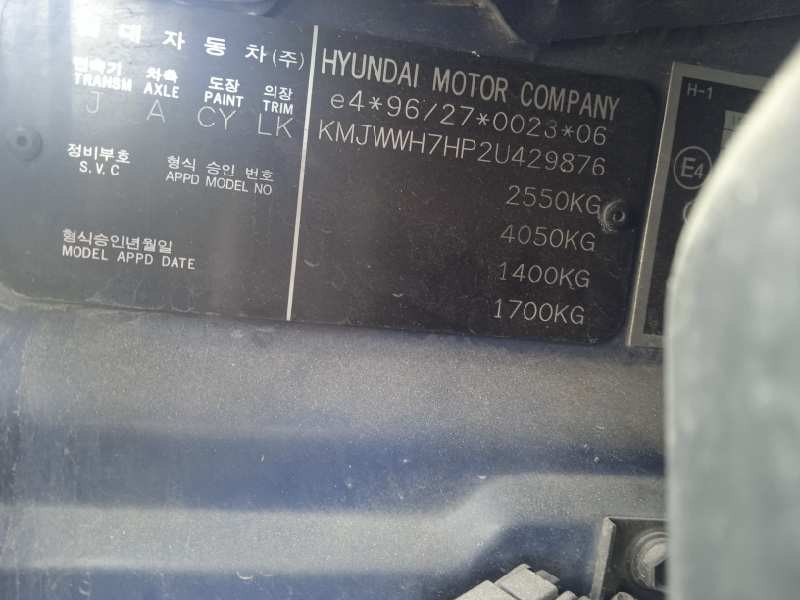 대 자 동 차 (주)
변속기 차축 도장 의장
TRANSM AXLE PAINT TRIM
J A CY LK
정비부호 형식 승인 번호
S.V.C APPD MODEL NO
형식승인년월일
MODEL APPD DATE
HYUNDAI MOTOR COMPANY
e4*96/27*0023*06
KMJWWH7HP2U429876
2550KG
4050KG
1400KG
1700KG
H-1
E4